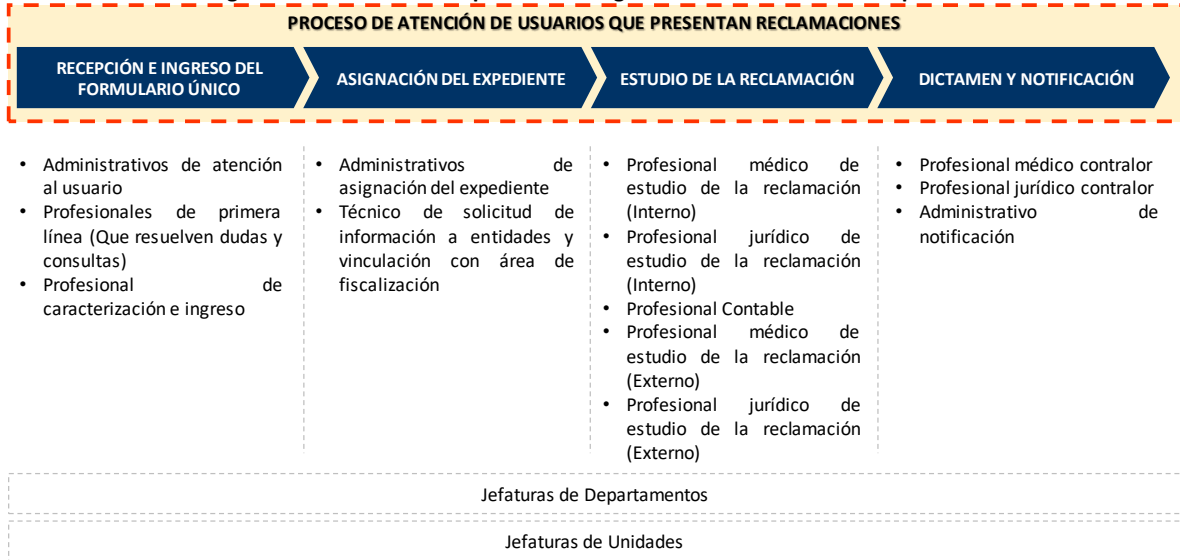 PROCESO DE ATENCIÓN DE USUARIOS QUE PRESENTAN RECLAMACIONES
RECEPCIÓN E INGRESO DEL
FORMULARIO ÚNICO
ASIGNACIÓN DEL EXPEDIENTE
ESTUDIO DE LA RECLAMACIÓN
DICTAMEN Y NOTIFICACIÓN
• Administrativos de atención
al usuario
• Profesionales de primera
línea (Que resuelven dudas y
consultas)
• Profesional de
caracterización e ingreso
• Administrativos de
asignación del expediente
• Técnico de solicitud de
información a entidades y
vinculación con área de
fiscalización
• Profesional médico de
estudio de la reclamación
(Interno)
• Profesional jurídico de
estudio de la reclamación
(Interno)
• Profesional Contable
• Profesional médico de
estudio de la reclamación
(Externo)
• Profesional jurídico de
estudio de la reclamación
(Externo)
• Profesional médico contralor
• Profesional jurídico contralor
• Administrativo de
notificación
Jefaturas de Departamentos
Jefaturas de Unidades